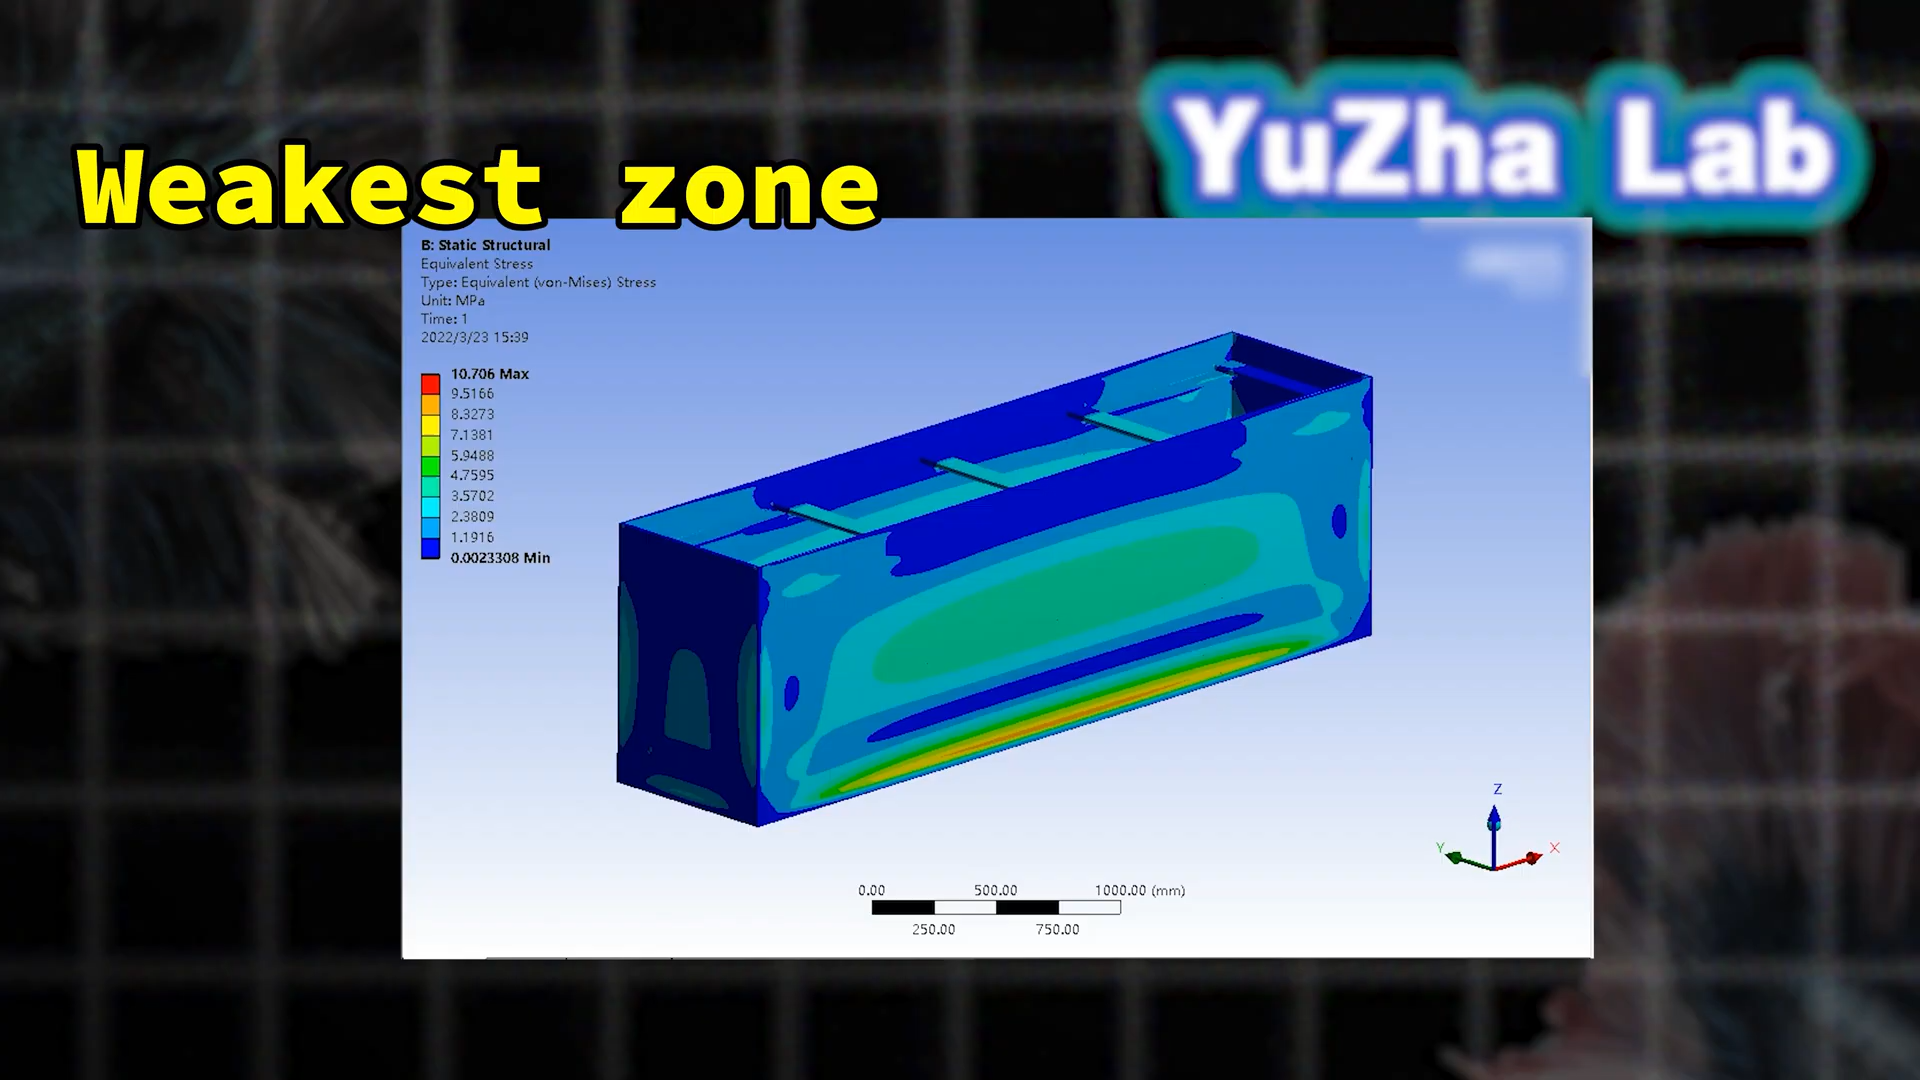 YuZha Lab
Weakest zone
B: Static Structural
Equivalent Stress
Type: Equivalent (von-Mises) Stress
Unit: MPa
Time: 1
2022/3/23 15:39
10.706 Max
9.5166
8.3273
7.1381
5.9488
4.7595
3.5702
2.3809
1.1916
0.0023308 Min
Z
Y
X
0.00
500.00
1000.00 (mm)
250.00
750.00